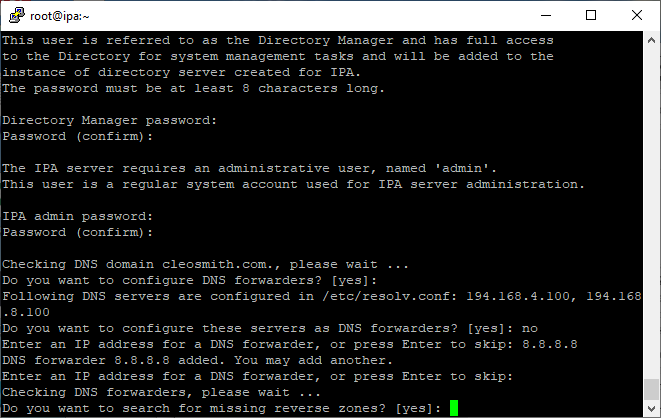 root@ipa:~
This user is referred to as the Directory Manager and has full access
to the Directory for system management tasks and will be added to the
instance of directory server created for IPA.
The password must be at least 8 characters long.
Directory Manager password:
Password (confirm):
The IPA server requires an administrative user, named 'admin'.
This user is a regular system account used for IPA server administration.
IPA admin password:
Password (confirm):
Checking DNS domain cleosmith.com., please wait ...
Do you want to configure DNS forwarders? [yes]:
Following DNS servers are configured in /etc/resolv.conf: 194.168.4.100, 194.168
.8.100
Do you want to configure these servers as DNS forwarders? [yes]: no
Enter an IP address for a DNS forwarder, or press Enter to skip: 8.8.8.8
DNS forwarder 8.8.8.8 added. You may add another.
Enter an IP address for a DNS forwarder, or press Enter to skip:
Checking DNS forwarders, please wait ...
Do you want to search for missing reverse zones? [yes]: